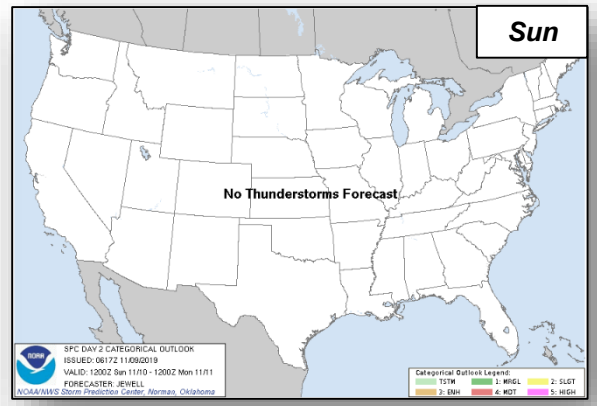 Sun
No Thunderstorms Forecast
SPC DAY 2 CATEGORICAL OUTLOOK
ISSUED: 0617Z 11/09/2019
VALID: 1200Z Sun 11/10 - 1200Z Mon 11/11
FORECASTER: JEWELL
NOAA/NWS Storm Prediction Center, Norman, Oklahoma
NOAA
Categorical Outlook Legend:
TSTM 1: MRGL 2: SLGT
3: ENH 4: MDT 5: HIGH